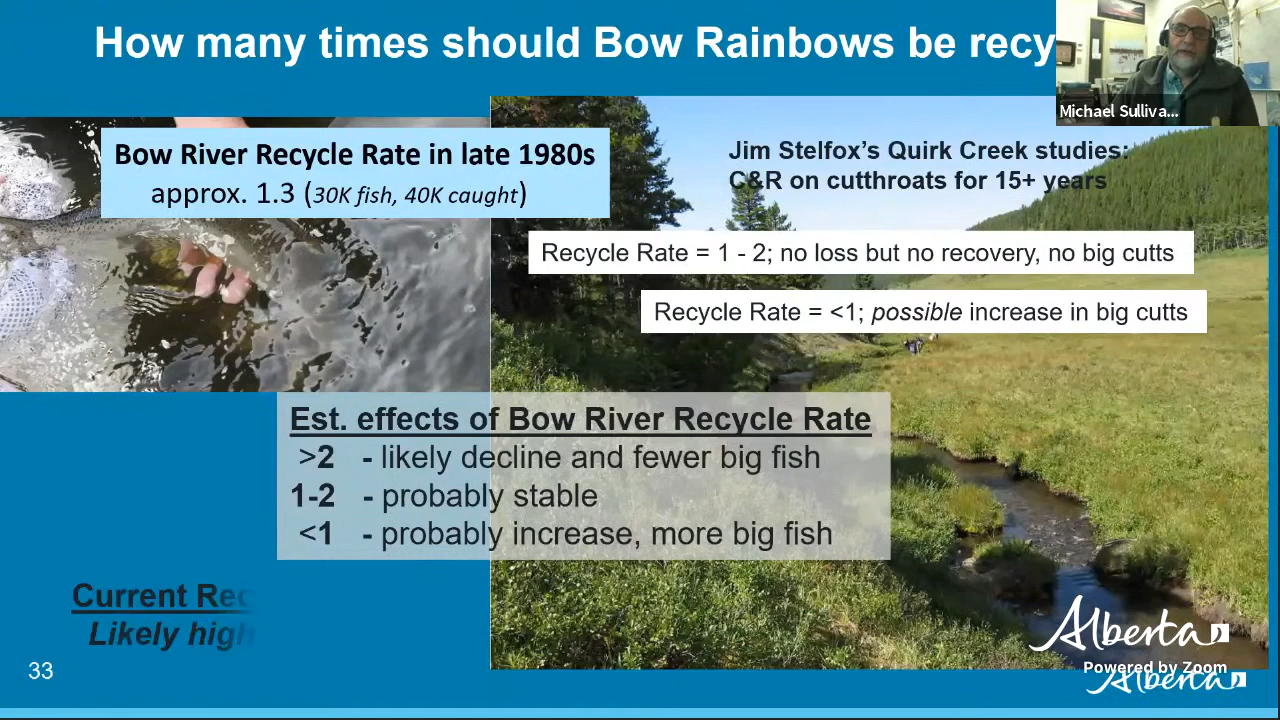 How many times should Bow Rainbows be recy
Michael Sulliva...
Bow River Recycle Rate in late 1980s
approx. 1.3 (30K fish, 40K caught)
Jim Stelfox's Quirk Creek studies:
C&R on cutthroats for 15+ years
Recycle Rate = 1 - 2; no loss but no recovery, no big cutts
Recycle Rate = <1; possible increase in big cutts
Est. effects of Bow River Recycle Rate
>2 - likely decline and fewer big fish
1-2 - probably stable
<1 - probably increase, more big fish
Current Rec
Likely high
33
Alberta
Powered by Zoom
Alberta